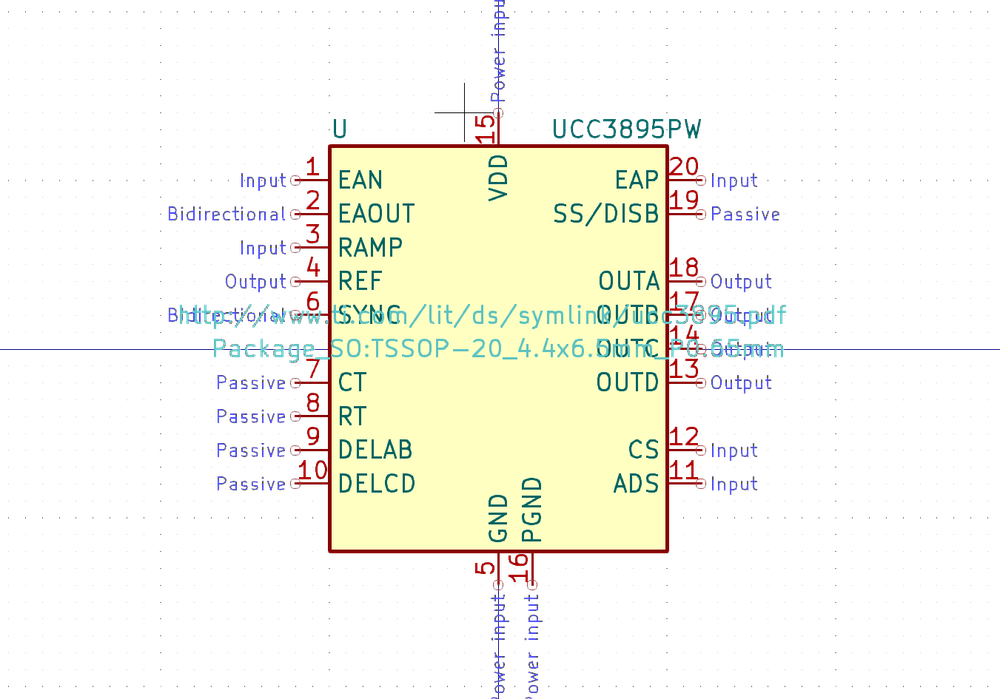 Power inpu
15
U UCC3895PW
VDD
Input 1 EAN EAP 20 Input
Bidirectional 2 EAOUT SS/DISB 19 Passive
Input 3 RAMP
Output 4 REF OUTA 18 Output
Bidirectional 6 SYNC OUTB 17 Output
http://www.ti.com/lit/ds/symlink/ucc3895.pdf
OUTC 14 Output
Package_SO:TSSOP-20_4.4x6.5mm_P0.65mm
Passive 7 CT OUTD 13 Output
Passive 8 RT
Passive 9 DELAB CS 12 Input
Passive 10 DELCD ADS 11 Input
GND PGND
5 16
ower input ower input